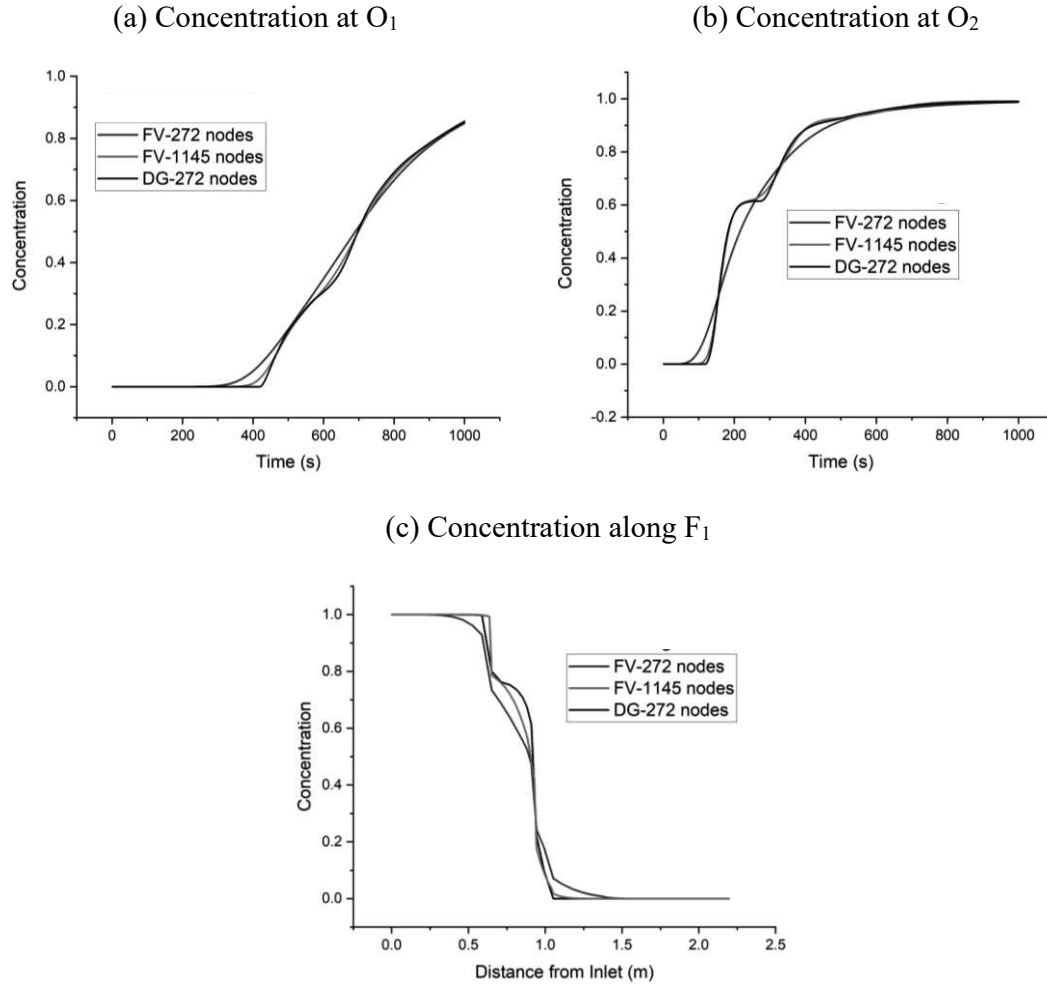 (a) Concentration at O₁
(b) Concentration at O₂
1.0
0.8
0.6
0.4
0.2
0.0
Concentration
FV-272 nodes
FV-1145 nodes
DG-272 nodes
0 200 400 600 800 1000
Time (s)
1.0
0.8
0.6
0.4
0.2
0.0
-0.2
Concentration
FV-272 nodes
FV-1145 nodes
DG-272 nodes
0 200 400 600 800 1000
Time (s)
(c) Concentration along F₁
1.0
0.8
0.6
0.4
0.2
0.0
Concentration
FV-272 nodes
FV-1145 nodes
DG-272 nodes
0.0 0.5 1.0 1.5 2.0 2.5
Distance from Inlet (m)